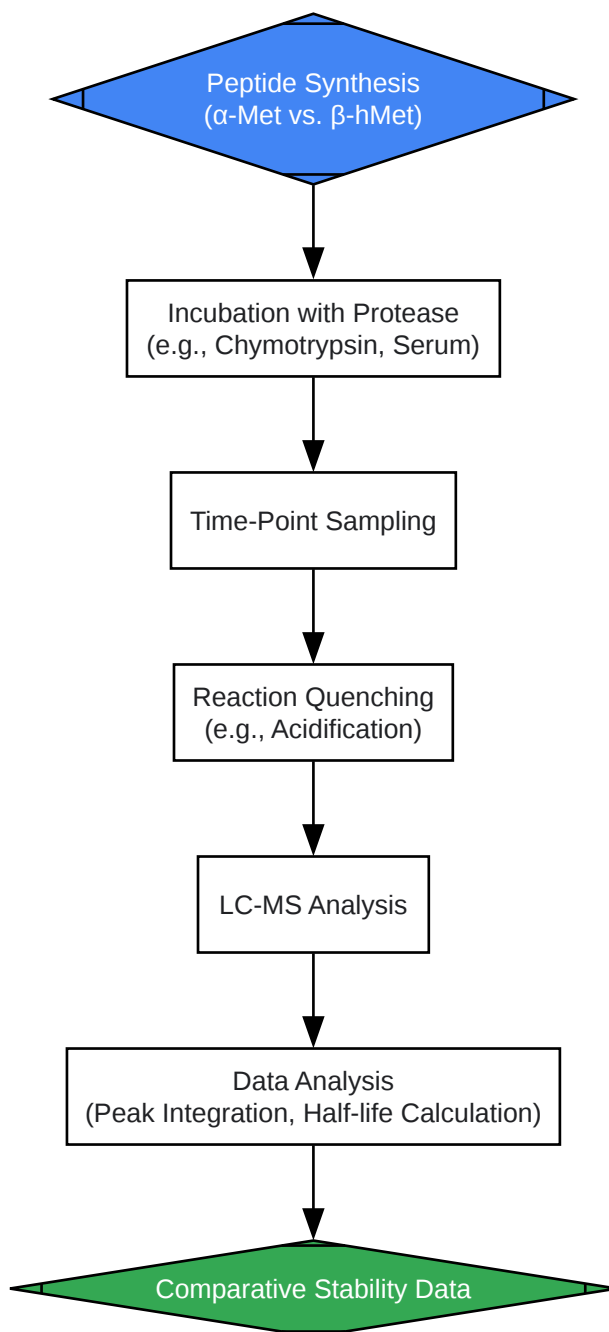 Peptide Synthesis
(α-Met vs. β-hMet)
Incubation with Protease
(e.g., Chymotrypsin, Serum)
Time-Point Sampling
Reaction Quenching
(e.g., Acidification)
LC-MS Analysis
Data Analysis
(Peak Integration, Half-life Calculation)
Comparative Stability Data